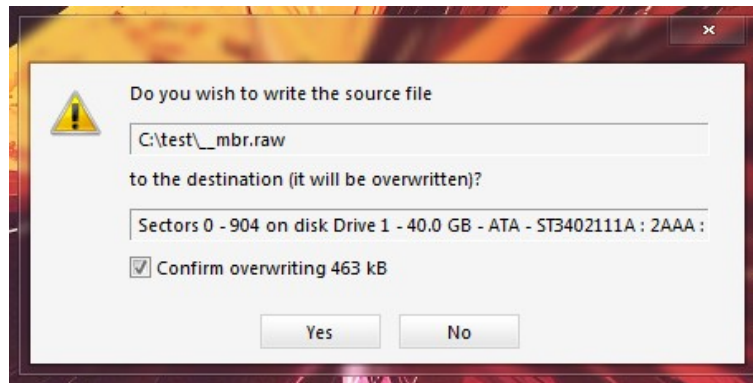 Do you wish to write the source file
C:\test\__mbr.raw
to the destination (it will be overwritten)?
Sectors 0 - 904 on disk Drive 1 - 40.0 GB - ATA - ST3402111A : 2AAA :
Confirm overwriting 463 kB
Yes
No